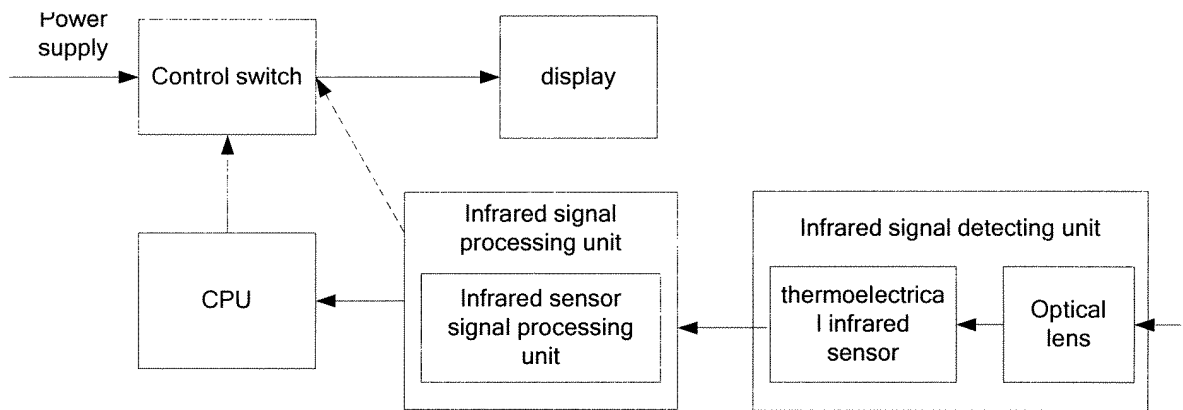 Power
supply
Control switch
display
Infrared signal
processing unit
Infrared signal detecting unit
CPU
Infrared sensor
signal processing
unit
thermoelectrica
l infrared
sensor
Optical
lens